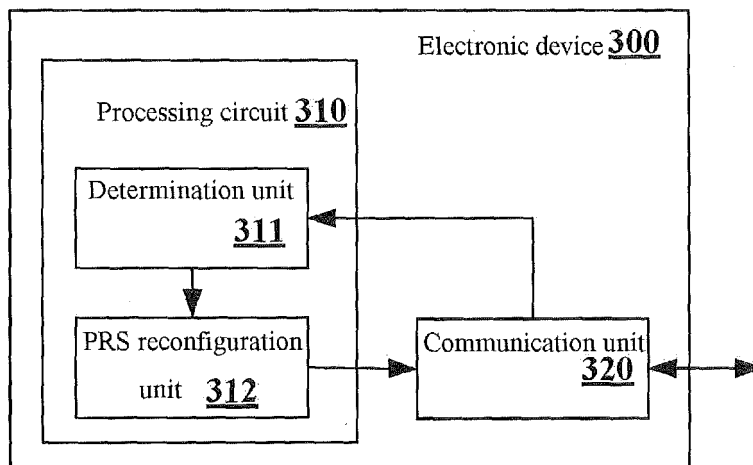 Electronic device 300
Processing circuit 310
Determination unit
311
PRS reconfiguration
unit 312
Communication unit
320